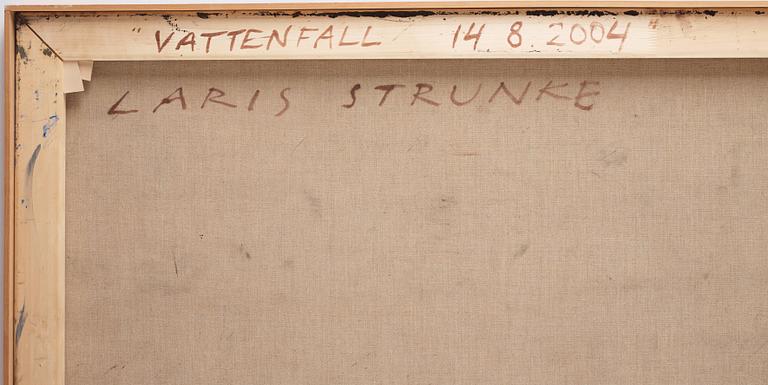 "VATTENFALL 14 8 2004"
LARIS STRUNKE